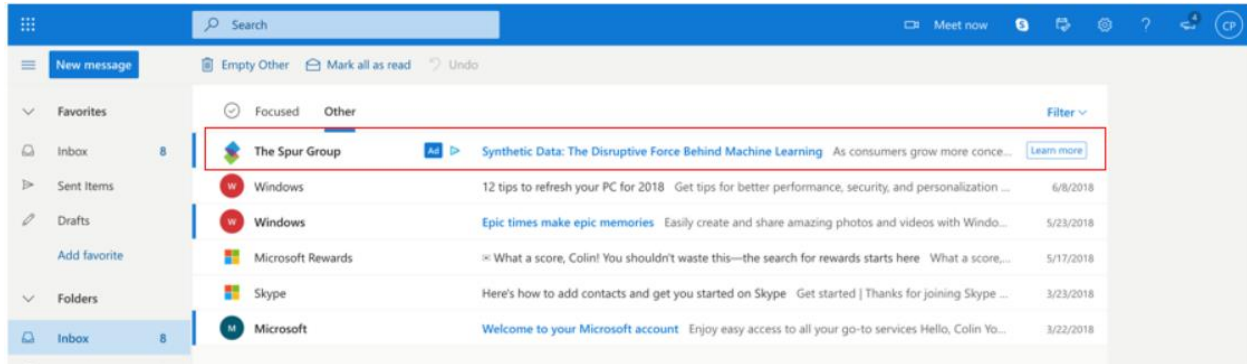 Search Meet now S 4 CP
New message Empty Other Mark all as read Undo
Favorites Focused Other Filter
Inbox 8 The Spur Group Ad Synthetic Data: The Disruptive Force Behind Machine Learning As consumers grow more conce... Learn more
Sent Items W Windows 12 tips to refresh your PC for 2018 Get tips for better performance, security, and personalization ... 6/8/2018
Drafts W Windows Epic times make epic memories Easily create and share amazing photos and videos with Windo... 5/23/2018
Add favorite Microsoft Rewards What a score, Colin! You shouldn't waste this—the search for rewards starts here What a score,... 5/17/2018
Folders Skype Here's how to add contacts and get you started on Skype Get started | Thanks for joining Skype ... 3/23/2018
Inbox 8 M Microsoft Welcome to your Microsoft account Enjoy easy access to all your go-to services Hello, Colin Yo... 3/22/2018